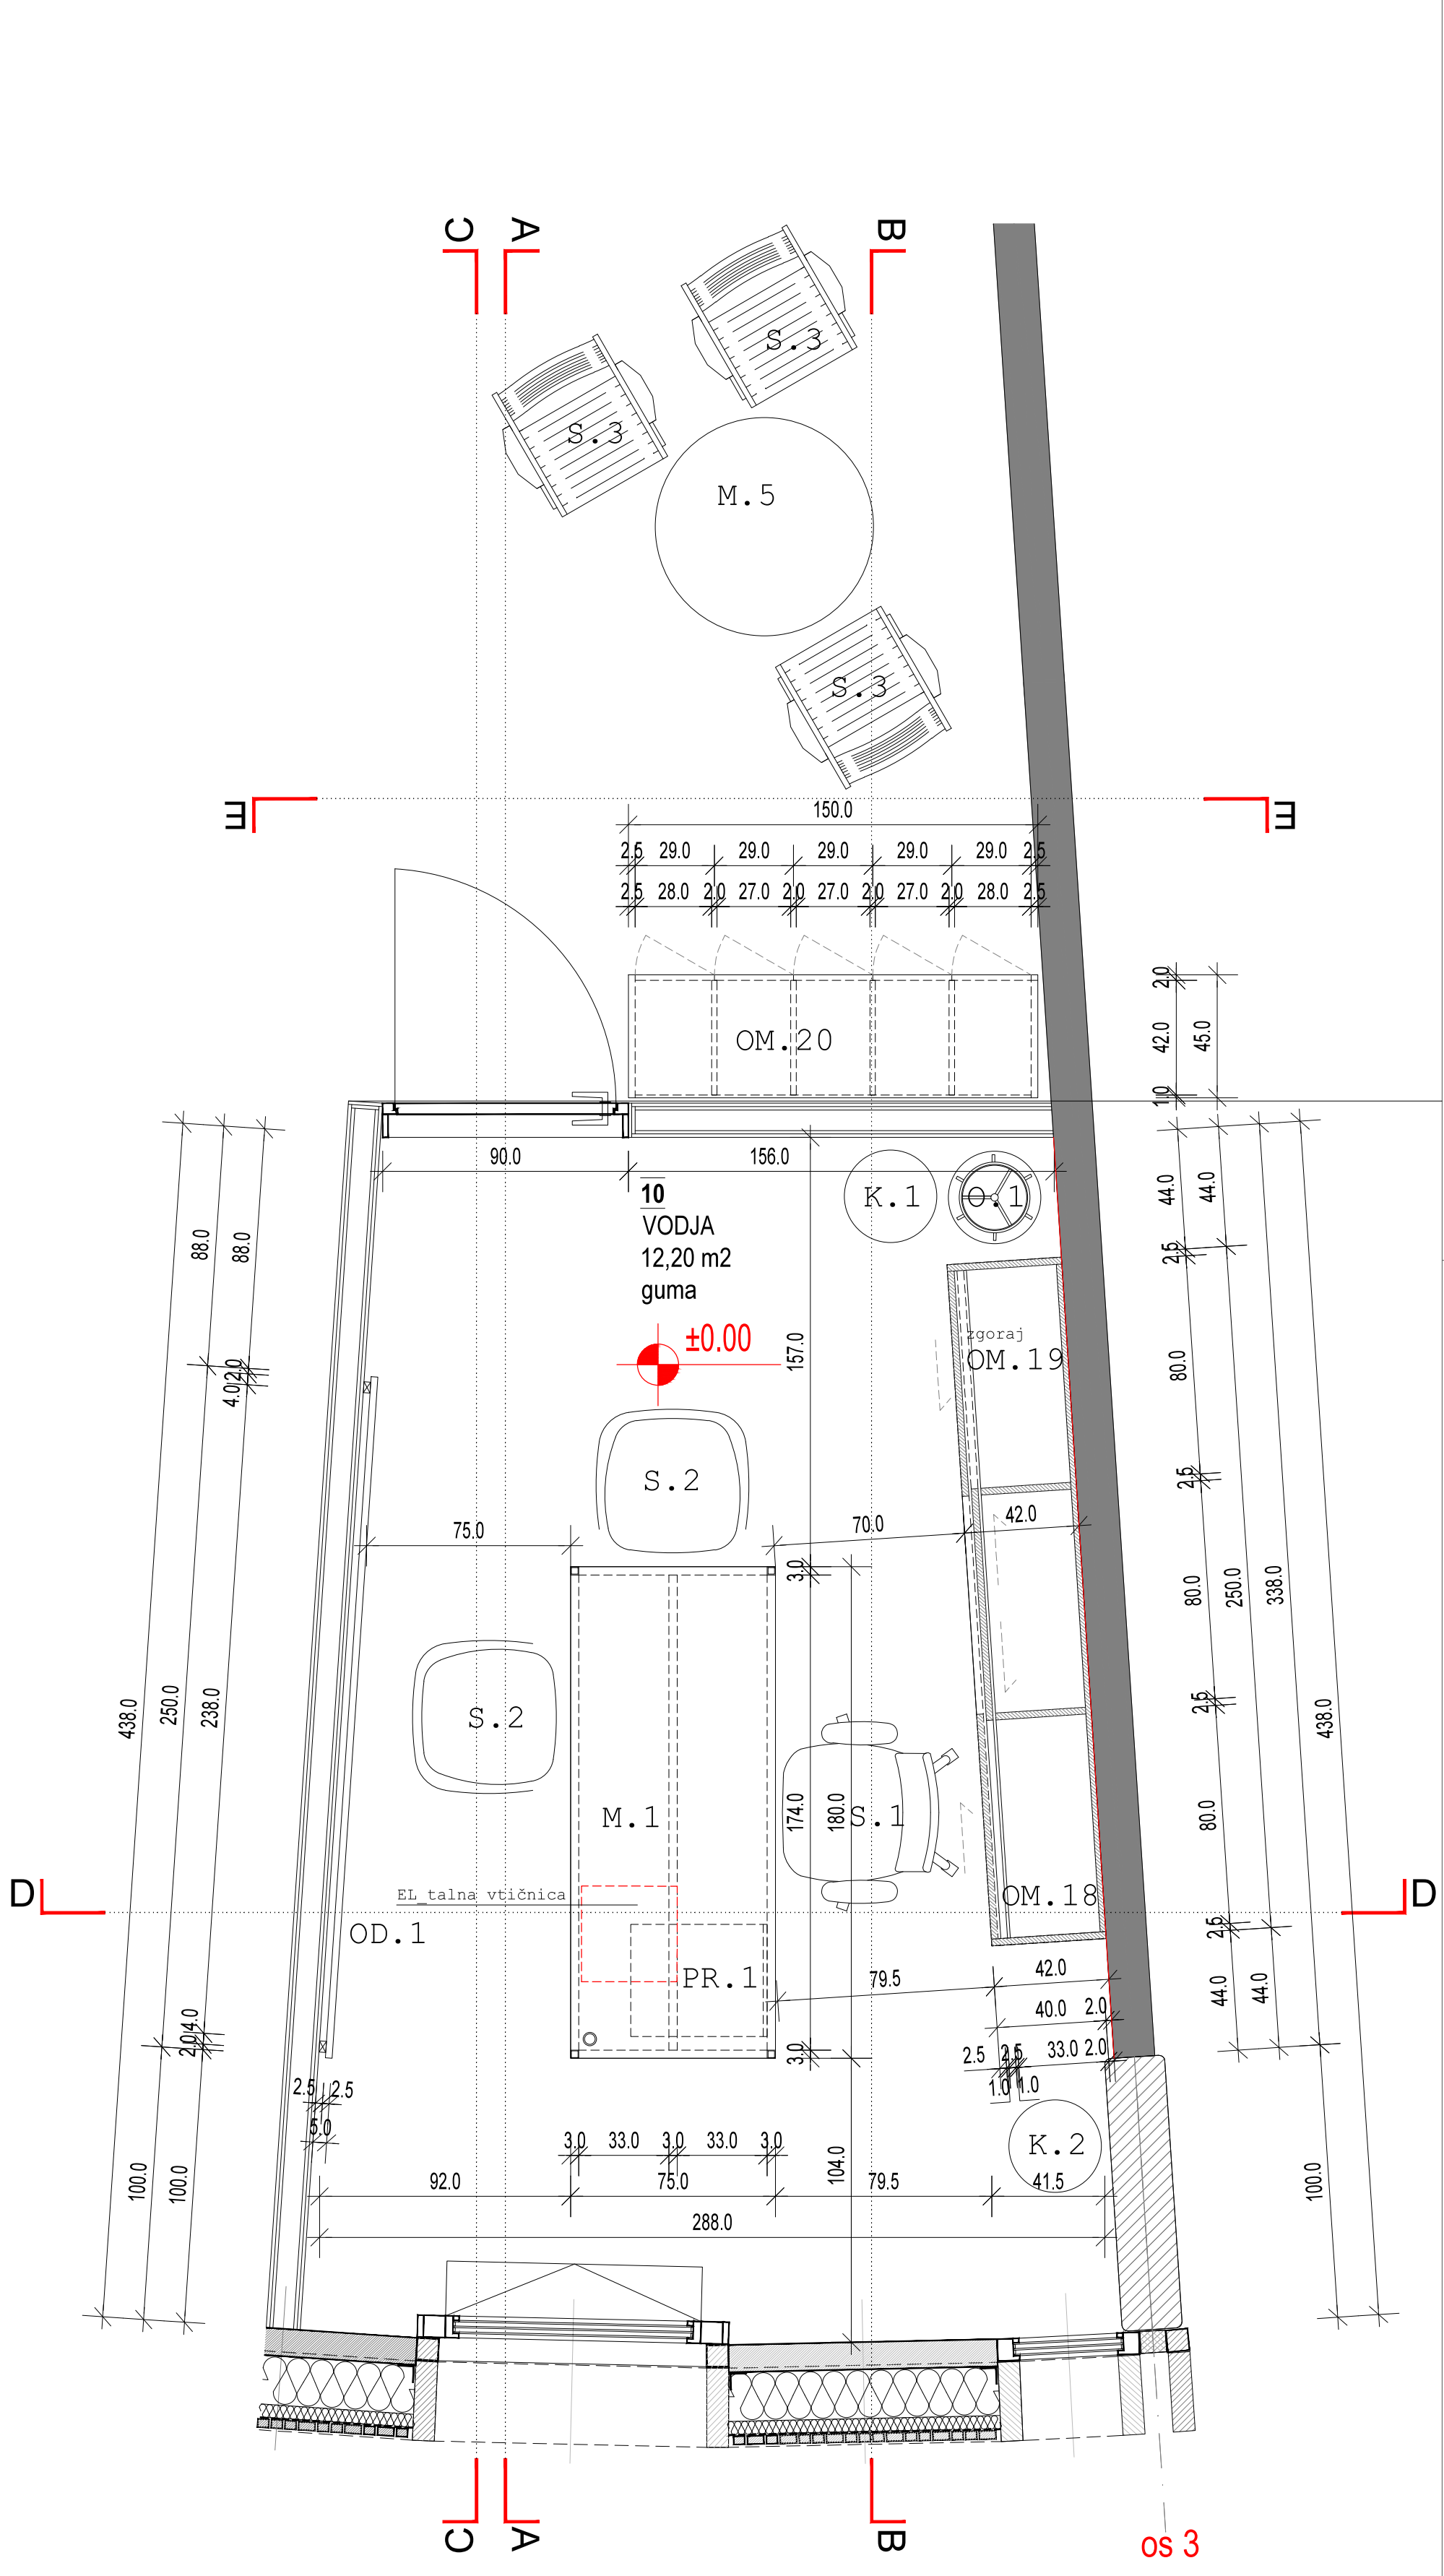 C A B
S.3
S.3
M.5
S.3
E E
150.0
2.5 29.0 29.0 29.0 29.0 29.0 2.5
2.5 28.0 2.0 27.0 2.0 27.0 2.0 27.0 2.0 28.0 2.5
2.0
42.0 45.0
OM.20
1.0
90.0 156.0
10
VODJA
12,20 m2
guma
K.1 O.1
44.0 44.0
88.0 88.0
2.5
±0.00
157.0
zgoraj
OM.19
80.0
2.0
4.0
S.2
2.5
75.0 70.0 42.0
3.0
80.0 250.0 338.0
438.0 250.0 238.0
S.2
2.5
438.0
M.1 174.0 180.0 S.1
80.0
D D
EL_talna vtičnica
OM.18
OD.1
2.5
PR.1
79.5 42.0
44.0 44.0
40.0 2.0
4.0
2.0
3.0
2.5 2.5 33.0 2.0
1.0 1.0
2.5 2.5
5.0
3.0 33.0 3.0 33.0 3.0
104.0
K.2
100.0 100.0
92.0 75.0 79.5 41.5
100.0
288.0
C A B
os 3